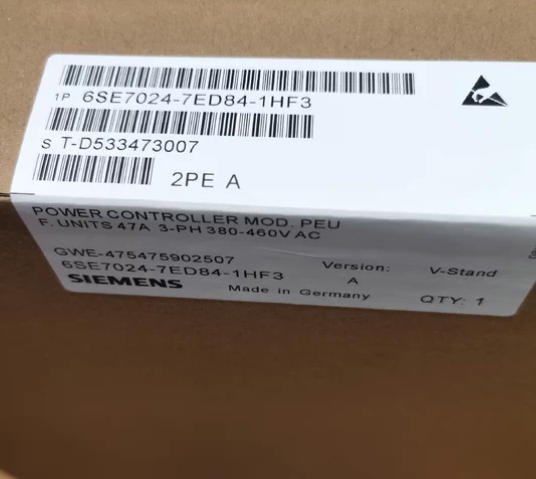 1P 6SE7024-7ED84-1HF3
S T-D533473007
2PE A
POWER CONTROLLER MOD. PEU
F. UNITS 47A 3-PH 380-460V AC
GWE-475475902507
6SE7024-7ED84-1HF3 Version: V-Stand
A
SIEMENS Made in Germany QTY: 1